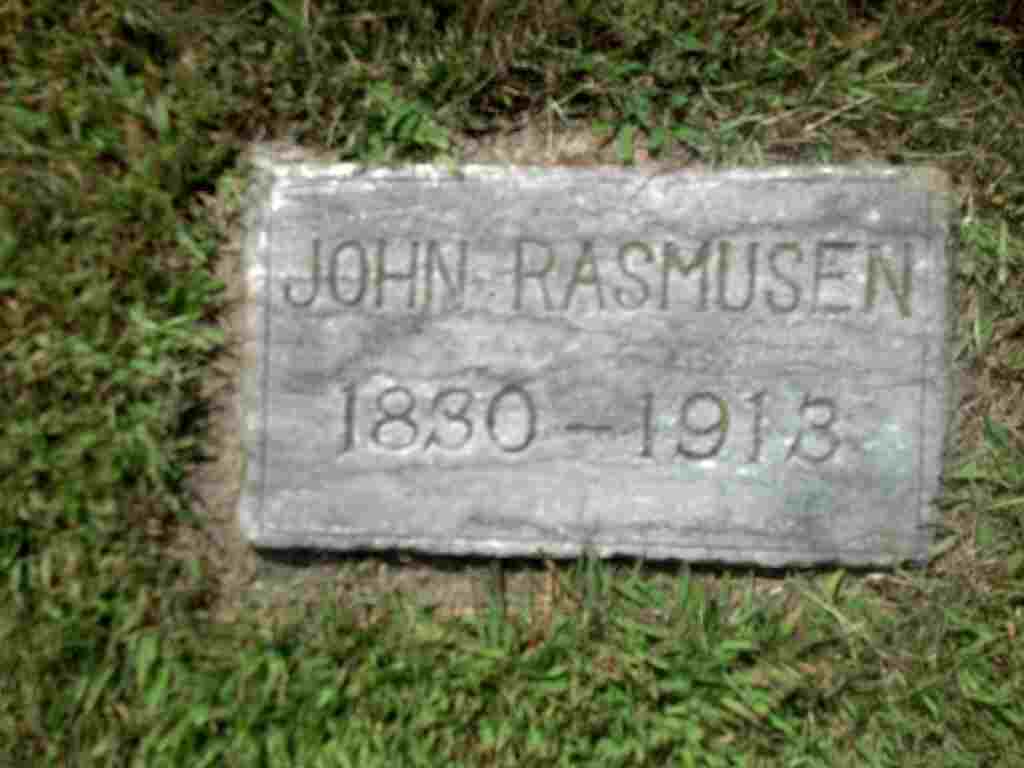 JOHN RASMUSEN
1830 - 1913